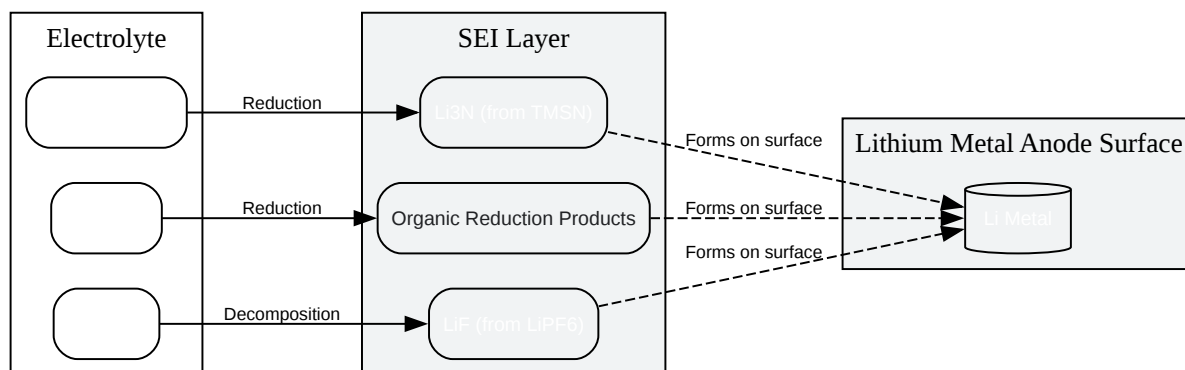 Electrolyte
SEI Layer
Lithium Metal Anode Surface
Reduction
Li3N (from TMSN)
Forms on surface
Reduction
Organic Reduction Products
Forms on surface
Li Metal
Forms on surface
Decomposition
LiF (from LiPF6)